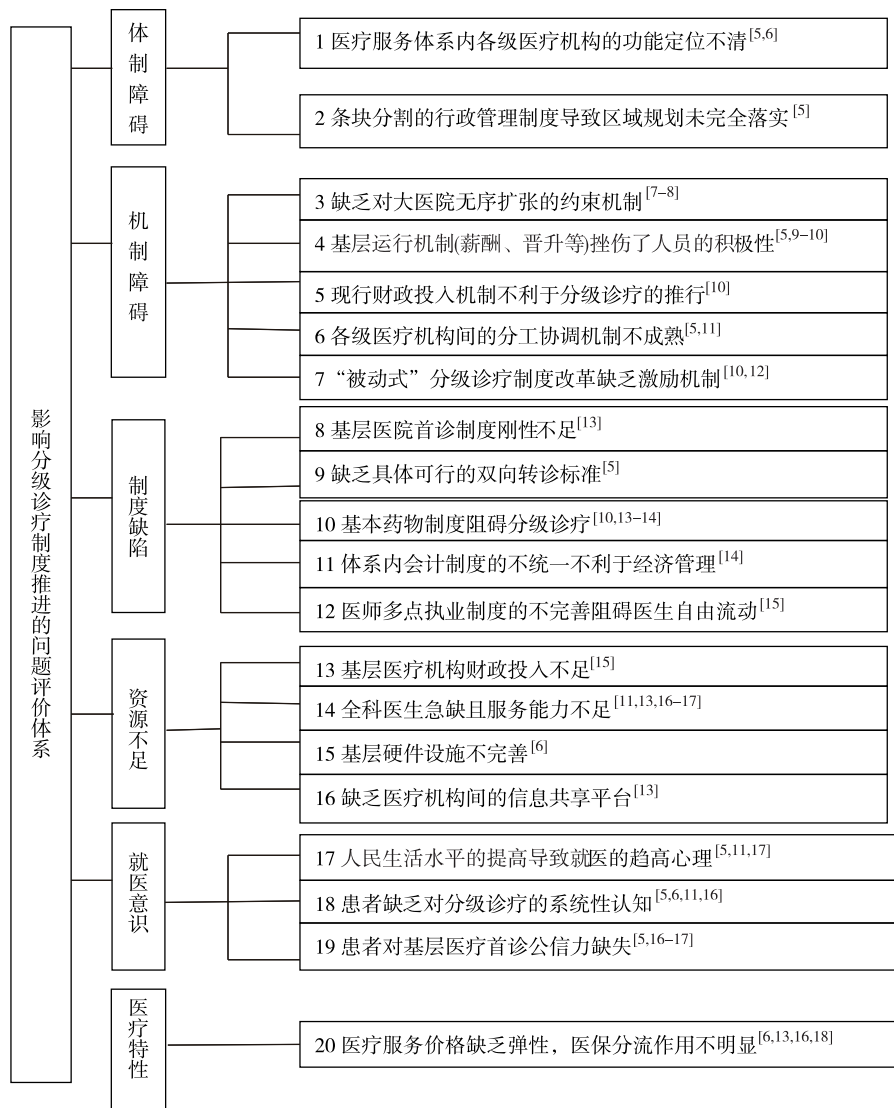 影响分级诊疗制度推进的问题评价体系
体制障碍
1 医疗服务体系内各级医疗机构的功能定位不清[5,6]
2 条块分割的行政管理制度导致区域规划未完全落实[5]
机制障碍
3 缺乏对大医院无序扩张的约束机制[7-8]
4 基层运行机制(薪酬、晋升等)挫伤了人员的积极性[5,9-10]
5 现行财政投入机制不利于分级诊疗的推行[10]
6 各级医疗机构间的分工协调机制不成熟[5,11]
7 “被动式”分级诊疗制度改革缺乏激励机制[10,12]
制度缺陷
8 基层医院首诊制度刚性不足[13]
9 缺乏具体可行的双向转诊标准[5]
10 基本药物制度阻碍分级诊疗[10,13-14]
11 体系内会计制度的不统一不利于经济管理[14]
12 医师多点执业制度的不完善阻碍医生自由流动[15]
资源不足
13 基层医疗机构财政投入不足[15]
14 全科医生急缺且服务能力不足[11,13,16-17]
15 基层硬件设施不完善[6]
16 缺乏医疗机构间的信息共享平台[13]
就医意识
17 人民生活水平的提高导致就医的趋高心理[5,11,17]
18 患者缺乏对分级诊疗的系统性认知[5,6,11,16]
19 患者对基层医疗首诊公信力缺失[5,16-17]
医疗特性
20 医疗服务价格缺乏弹性，医保分流作用不明显[6,13,16,18]